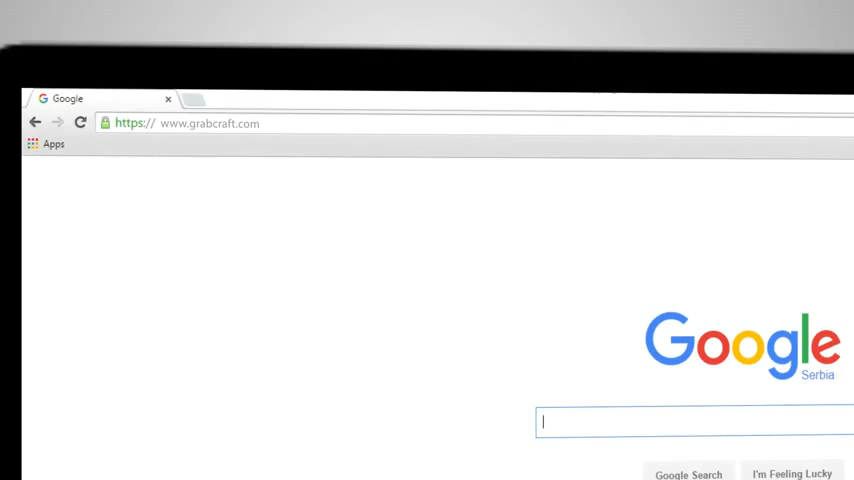 Google
https:// www.grabcraft.com
Apps
Google
Serbia
Google Search
I'm Feeling Lucky